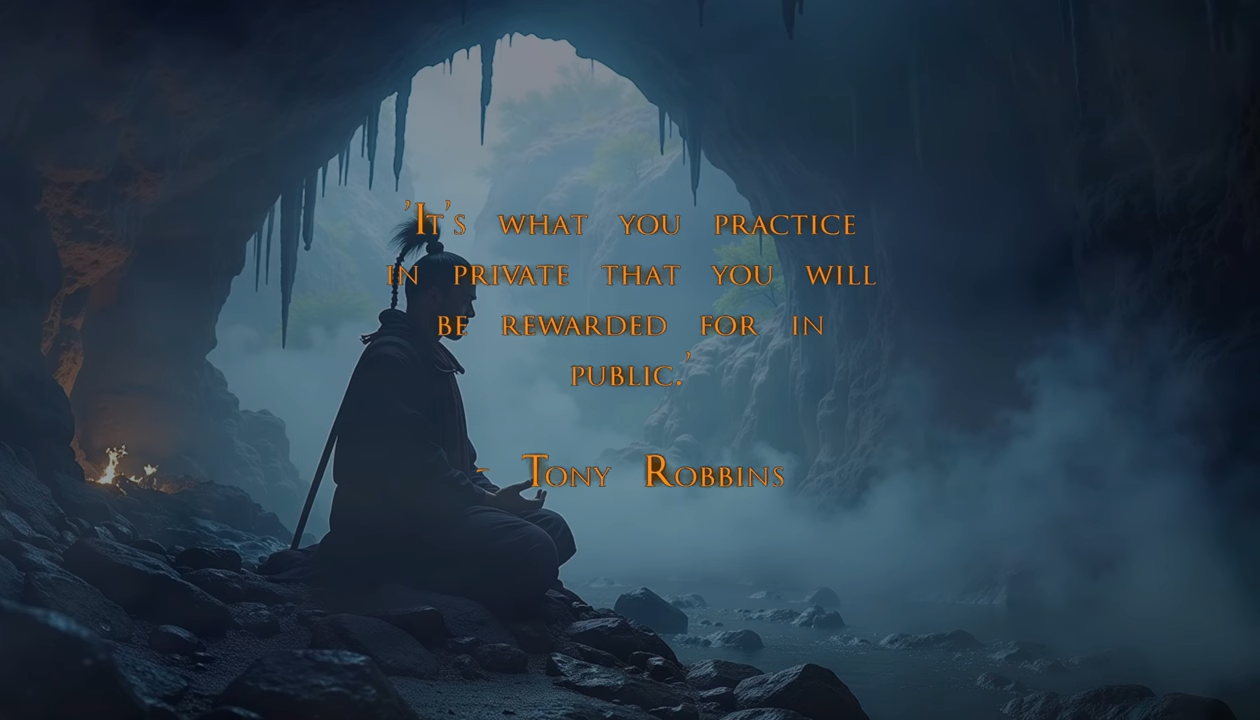 'It's what you practice
in private that you will
be rewarded for in
public.'
- Tony Robbins